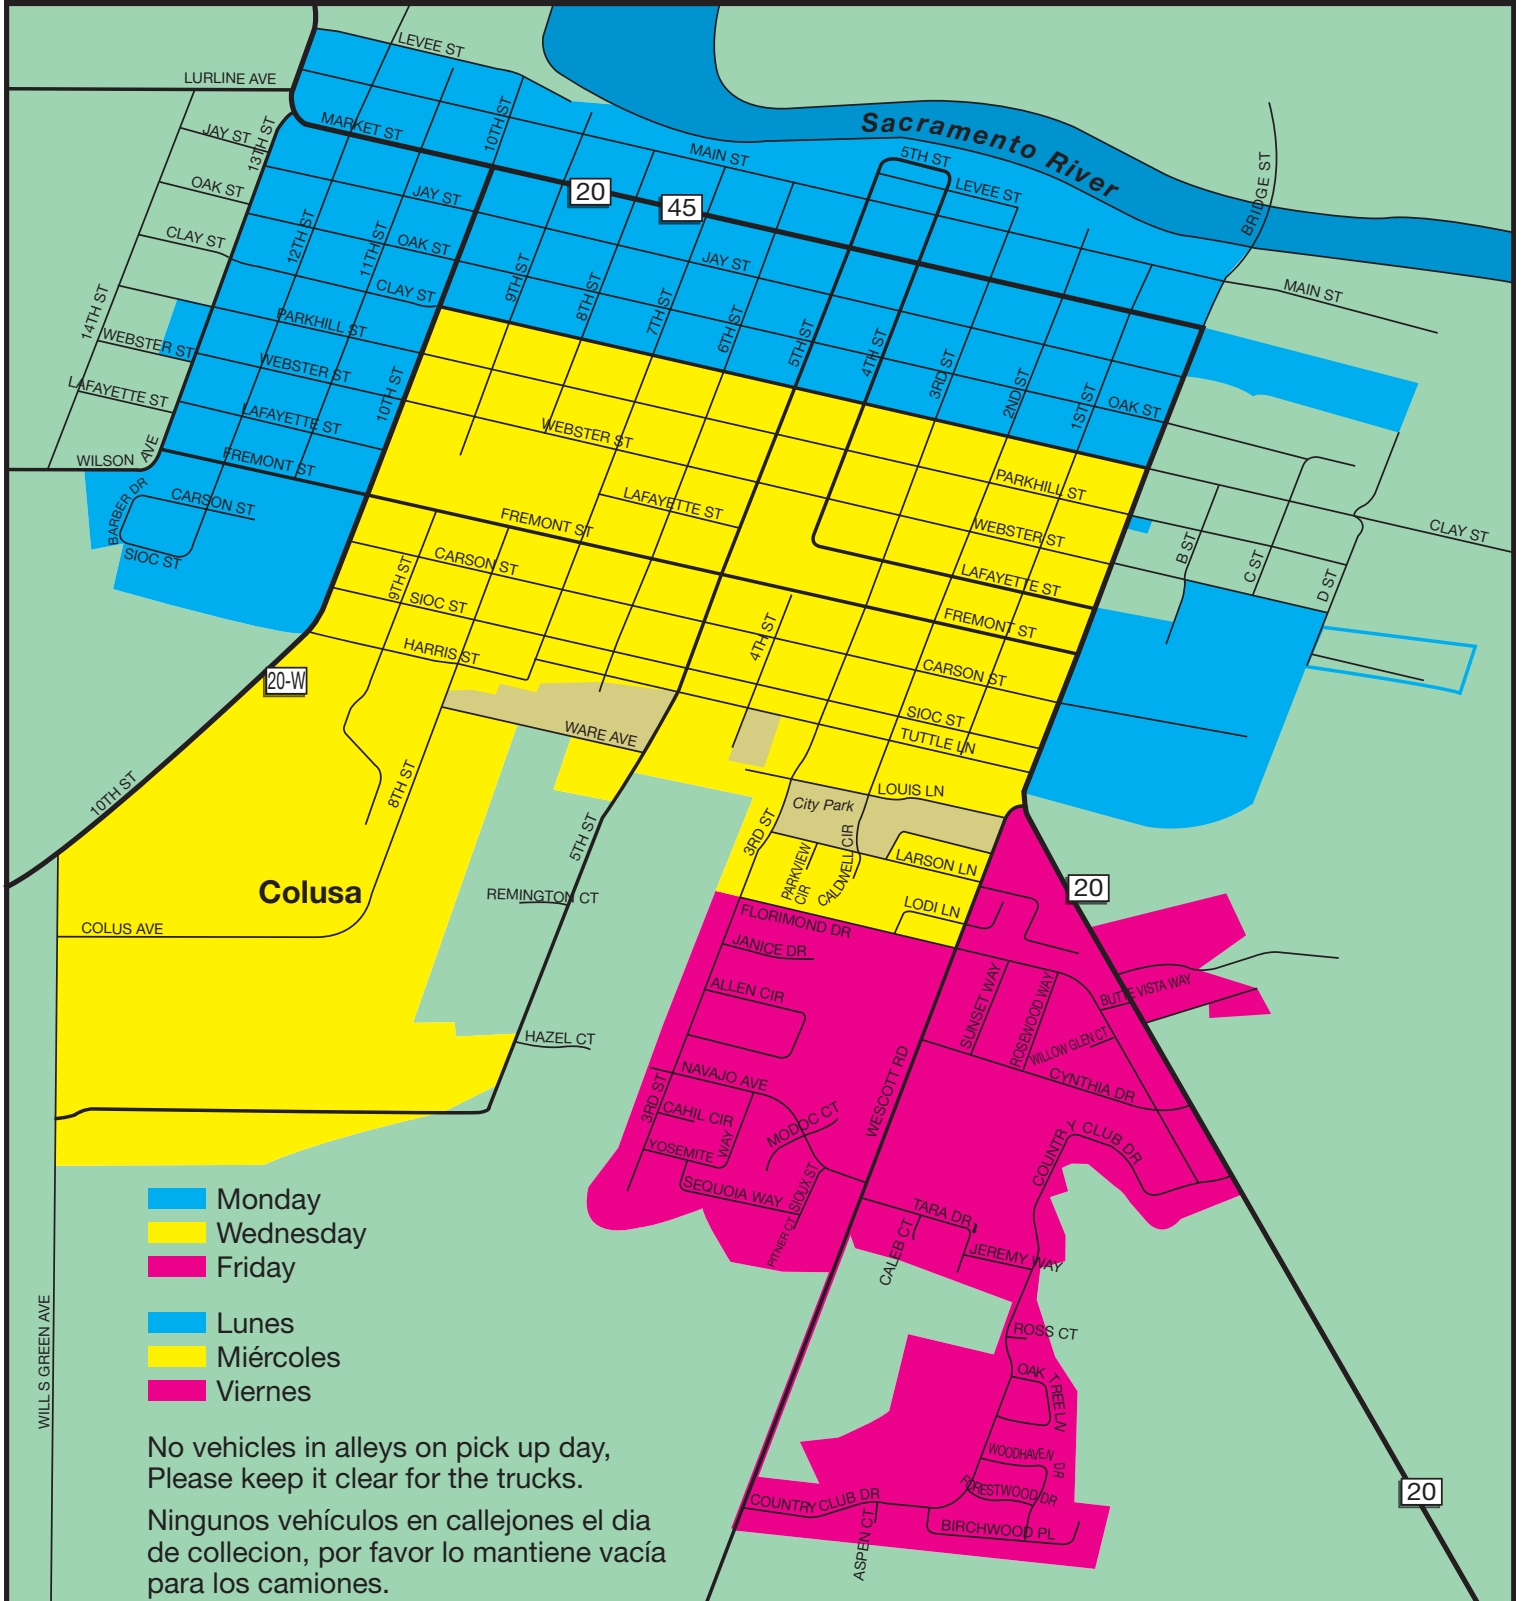 LEVEE ST
LURLINE AVE
Sacramento River
JAY ST
13TH ST
MARKET ST
10TH ST
MAIN ST
5TH ST
LEVEE ST
BRIDGE ST
OAK ST
20
45
JAY ST
CLAY ST
12TH ST
11TH ST
OAK ST
JAY ST
MAIN ST
14TH ST
CLAY ST
9TH ST
8TH ST
7TH ST
6TH ST
5TH ST
4TH ST
3RD ST
2ND ST
1ST ST
PARKHILL ST
WEBSTER ST
WEBSTER ST
10TH ST
LAFAYETTE ST
LAFAYETTE ST
OAK ST
WEBSTER ST
WILSON AVE
FREMONT ST
PARKHILL ST
BARBER DR
CARSON ST
LAFAYETTE ST
FREMONT ST
WEBSTER ST
CLAY ST
SIOC ST
CARSON ST
9TH ST
LAFAYETTE ST
B ST
C ST
D ST
SIOC ST
FREMONT ST
HARRIS ST
4TH ST
CARSON ST
20-W
WARE AVE
SIOC ST
TUTTLE LN
10TH ST
8TH ST
LOUIS LN
City Park
5TH ST
3RD ST
PARKVIEW CIR
CALDWELL CIR
LARSON LN
20
Colusa
REMINGTON CT
LODI LN
COLUS AVE
FLORIMOND DR
JANICE DR
ALLEN CIR
SUNSET WAY
ROSEWOOD WAY
BUTTE VISTA WAY
HAZEL CT
WILLOW GLEN CT
NAVAJO AVE
WESCOTT RD
CYNTHIA DR
3RD ST
CAHIL CIR
MODOC CT
COUNTRY CLUB DR
YOSEMITE WAY
SEQUOIA WAY
SIOUX ST
PITNER CT
TARA DR
CALEB CT
JEREMY WAY
Monday
Wednesday
Friday
Lunes
Miércoles
Viernes
WILL S GREEN AVE
ROSS CT
OAK TREE LN
WOODHAVEN DR
FORESTWOOD DR
COUNTRY CLUB DR
ASPEN CT
BIRCHWOOD PL
20
No vehicles in alleys on pick up day,
Please keep it clear for the trucks.
Ningunos vehículos en callejones el dia
de collecion, por favor lo mantiene vacía
para los camiones.